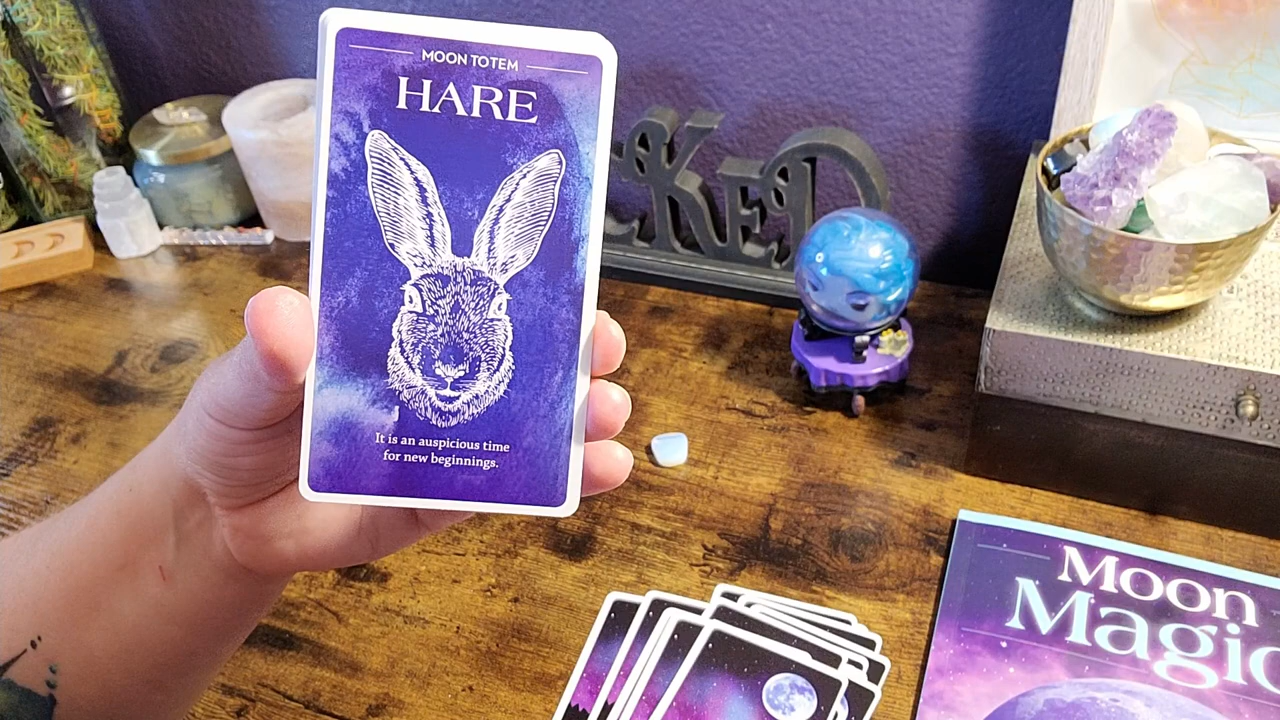 MOON TOTEM
HARE
It is an auspicious time
for new beginnings.
Moon
Magic